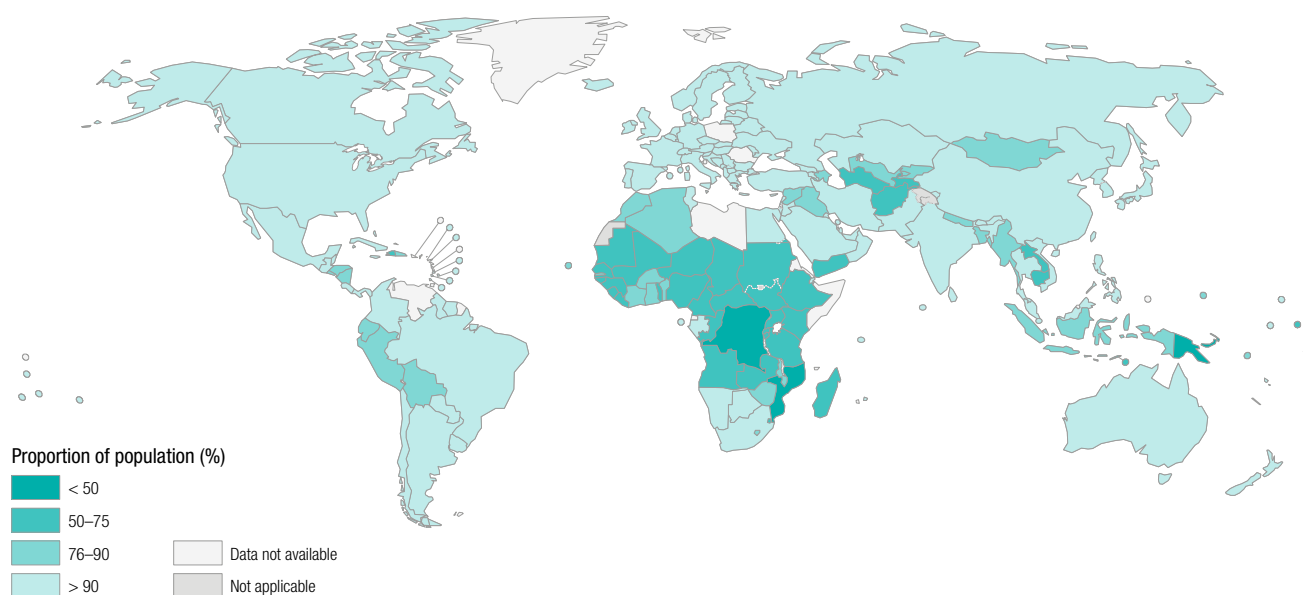 Proportion of population (%)
< 50
50–75
76–90
Data not available
> 90
Not applicable